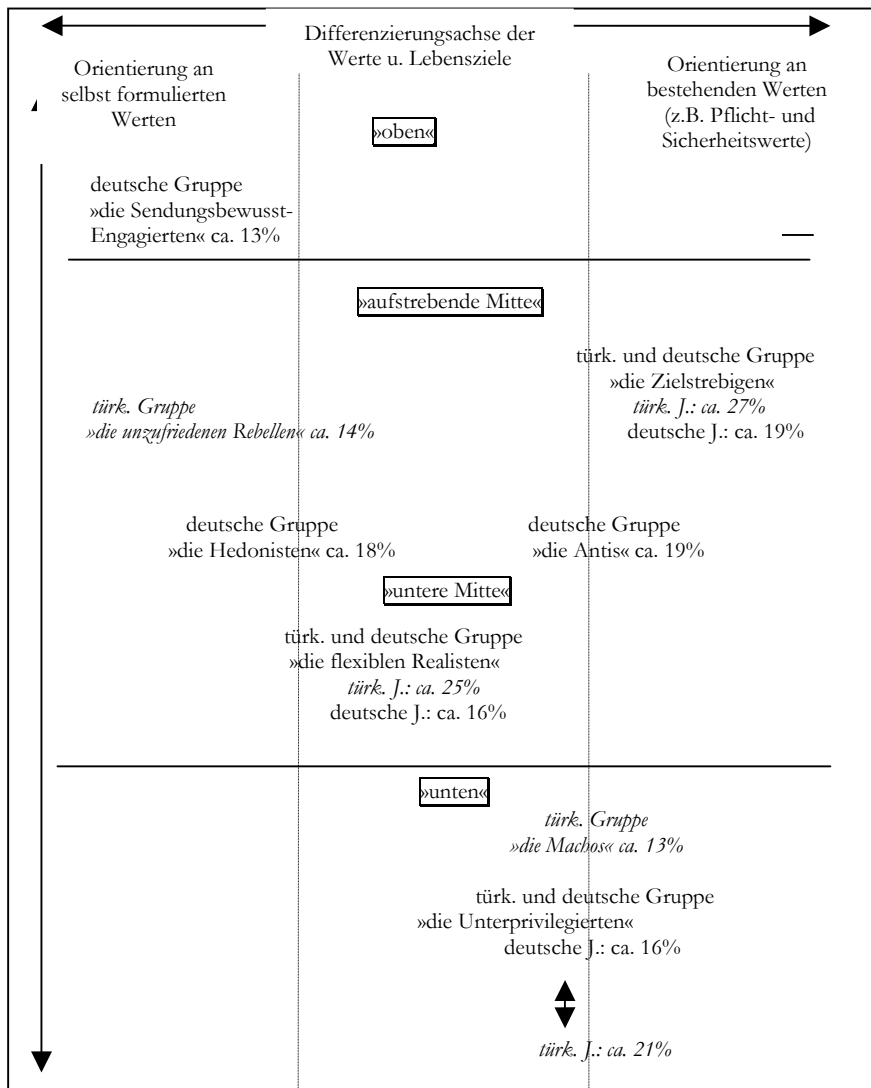 Differenzierungsachse der
Werte u. Lebensziele
Orientierung an
selbst formulierten
Werten
Orientierung an
bestehenden Werten
(z.B. Pflicht- und
Sicherheitswerte)
»oben«
deutsche Gruppe
»die Sendungsbewusst-
Engagierten« ca. 13%
»aufstrebende Mitte«
türk. und deutsche Gruppe
»die Zielstrebigen«
türk. J.: ca. 27%
deutsche J.: ca. 19%
türk. Gruppe
»die unzufriedenen Rebellen« ca. 14%
deutsche Gruppe
»die Hedonisten« ca. 18%
deutsche Gruppe
»die Antis« ca. 19%
»untere Mitte«
türk. und deutsche Gruppe
»die flexiblen Realisten«
türk. J.: ca. 25%
deutsche J.: ca. 16%
»unten«
türk. Gruppe
»die Machos« ca. 13%
türk. und deutsche Gruppe
»die Unterprivilegierten«
deutsche J.: ca. 16%
türk. J.: ca. 21%